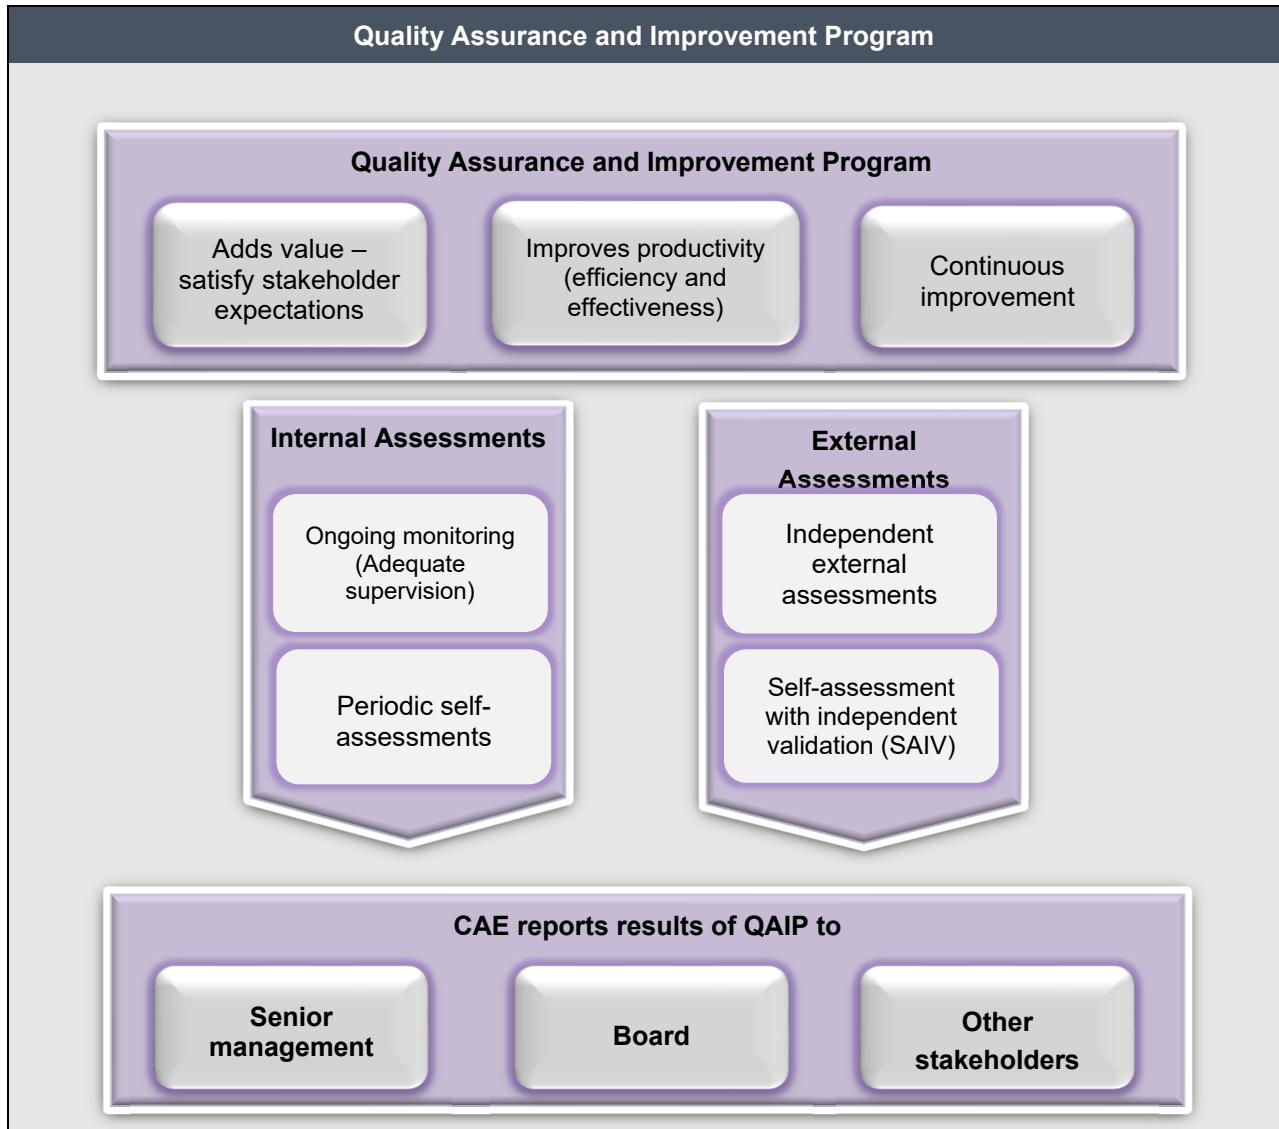 Quality Assurance and Improvement Program
Quality Assurance and Improvement Program
Adds value –
satisfy stakeholder
expectations
Improves productivity
(efficiency and
effectiveness)
Continuous
improvement
Internal Assessments
Ongoing monitoring
(Adequate
supervision)
Periodic self-
assessments
External
Assessments
Independent
external
assessments
Self-assessment
with independent
validation (SAIV)
CAE reports results of QAIP to
Senior
management
Board
Other
stakeholders